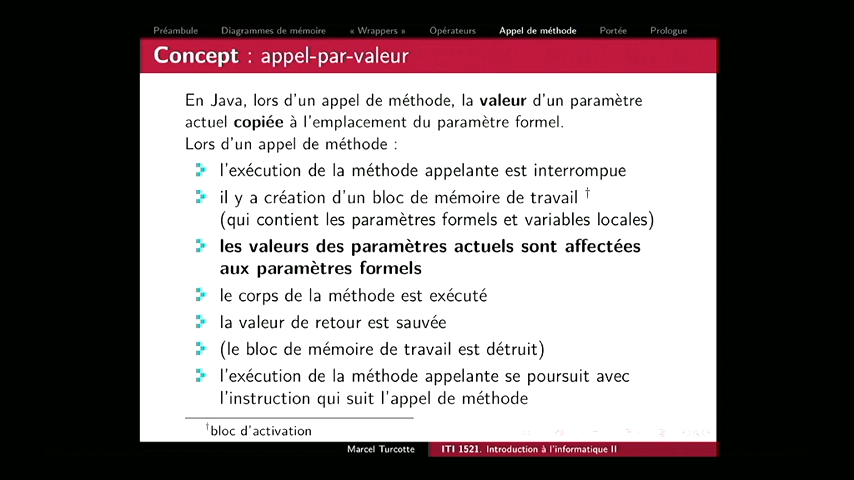 Préambule Diagrammes de mémoire « Wrappers » Opérateurs Appel de méthode Portée Prologue
Concept : appel-par-valeur
En Java, lors d'un appel de méthode, la valeur d'un paramètre
actuel copiée à l'emplacement du paramètre formel.
Lors d'un appel de méthode :
l'exécution de la méthode appelante est interrompue
il y a création d'un bloc de mémoire de travail †
(qui contient les paramètres formels et variables locales)
les valeurs des paramètres actuels sont affectées
aux paramètres formels
le corps de la méthode est exécuté
la valeur de retour est sauvée
(le bloc de mémoire de travail est détruit)
l'exécution de la méthode appelante se poursuit avec
l'instruction qui suit l'appel de méthode
†bloc d'activation
Marcel Turcotte ITI 1521. Introduction à l'informatique II